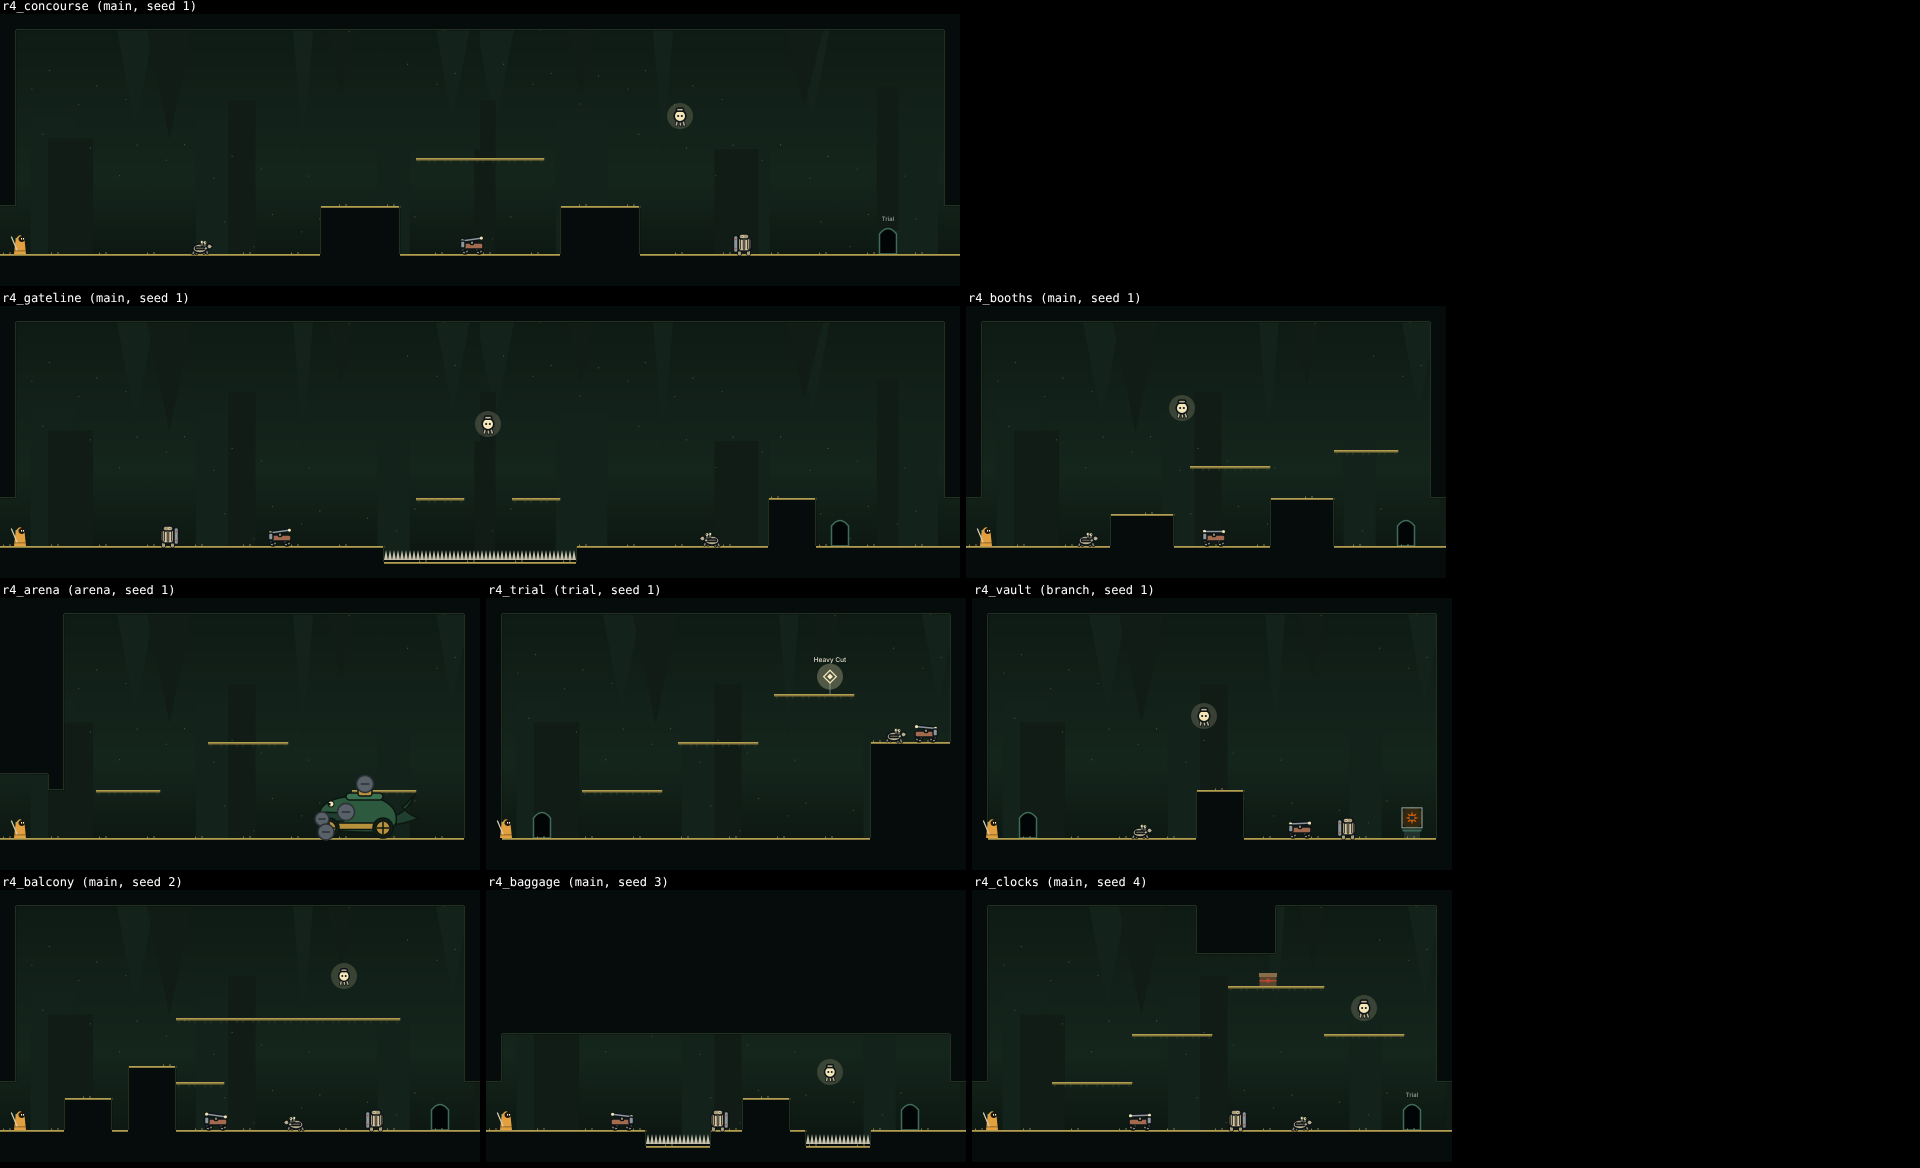 r4_concourse (main, seed 1)
Trial
r4_gateline (main, seed 1)
r4_booths (main, seed 1)
r4_arena (arena, seed 1)
r4_trial (trial, seed 1)
r4_vault (branch, seed 1)
Heavy Cut
r4_balcony (main, seed 2)
r4_baggage (main, seed 3)
r4_clocks (main, seed 4)
Trial